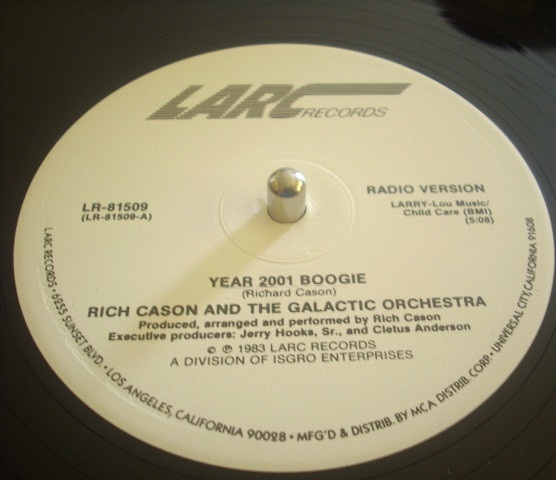 LARC RECORDS
LR-81509
(LR-81509-A)
RADIO VERSION
LARRY-Lou Music/
Child Care (BMI)
(5:08)
YEAR 2001 BOOGIE
(Richard Cason)
RICH CASON AND THE GALACTIC ORCHESTRA
Produced, arranged and performed by Rich Cason
Executive producers: Jerry Hooks, Sr., and Cletus Anderson
© ℗ 1983 LARC RECORDS
A DIVISION OF ISGRO ENTERPRISES
LARC RECORDS • 6255 SUNSET BLVD. • LOS ANGELES, CALIFORNIA 90028 • MFG'D & DISTRIB. BY MCA DISTRIB. CORP. • UNIVERSAL CITY, CALIFORNIA 91608